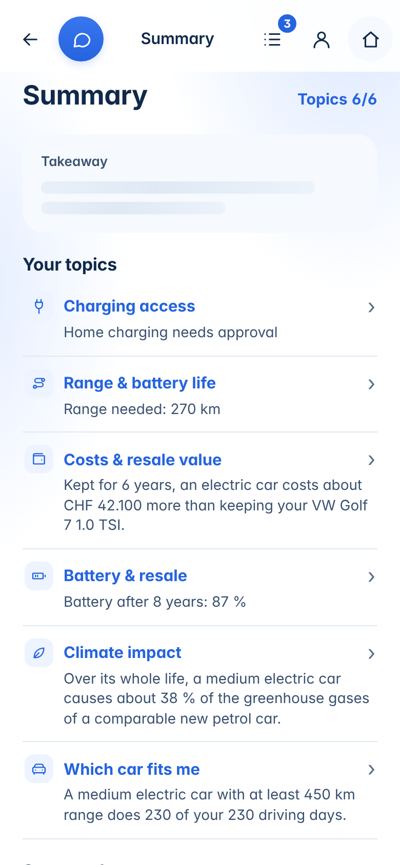 Summary
3
Summary
Topics 6/6
Takeaway
Your topics
Charging access
Home charging needs approval
Range & battery life
Range needed: 270 km
Costs & resale value
Kept for 6 years, an electric car costs about
CHF 42.100 more than keeping your VW Golf
7 1.0 TSI.
Battery & resale
Battery after 8 years: 87 %
Climate impact
Over its whole life, a medium electric car
causes about 38 % of the greenhouse gases
of a comparable new petrol car.
Which car fits me
A medium electric car with at least 450 km
range does 230 of your 230 driving days.